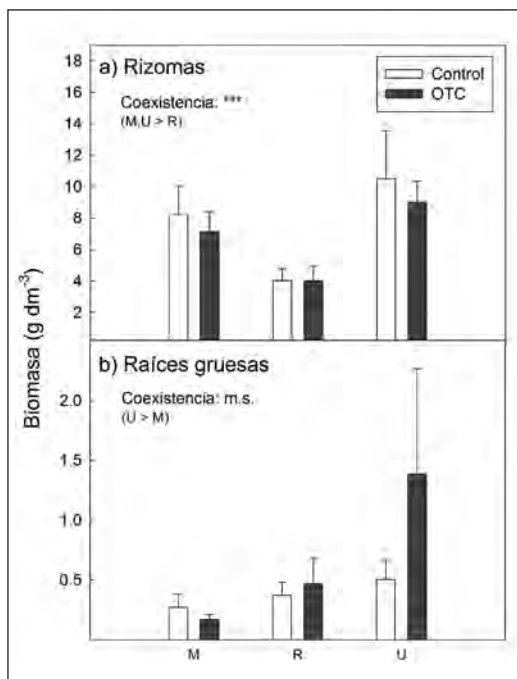 a) Rizomas
Control
OTC
Coexistencia: ***
(M,U > R)
18
16
14
12
10
8
6
4
2
Biomasa (g dm⁻³)
b) Raíces gruesas
Coexistencia: m.s.
(U > M)
2.0
1.5
1.0
0.5
M R U